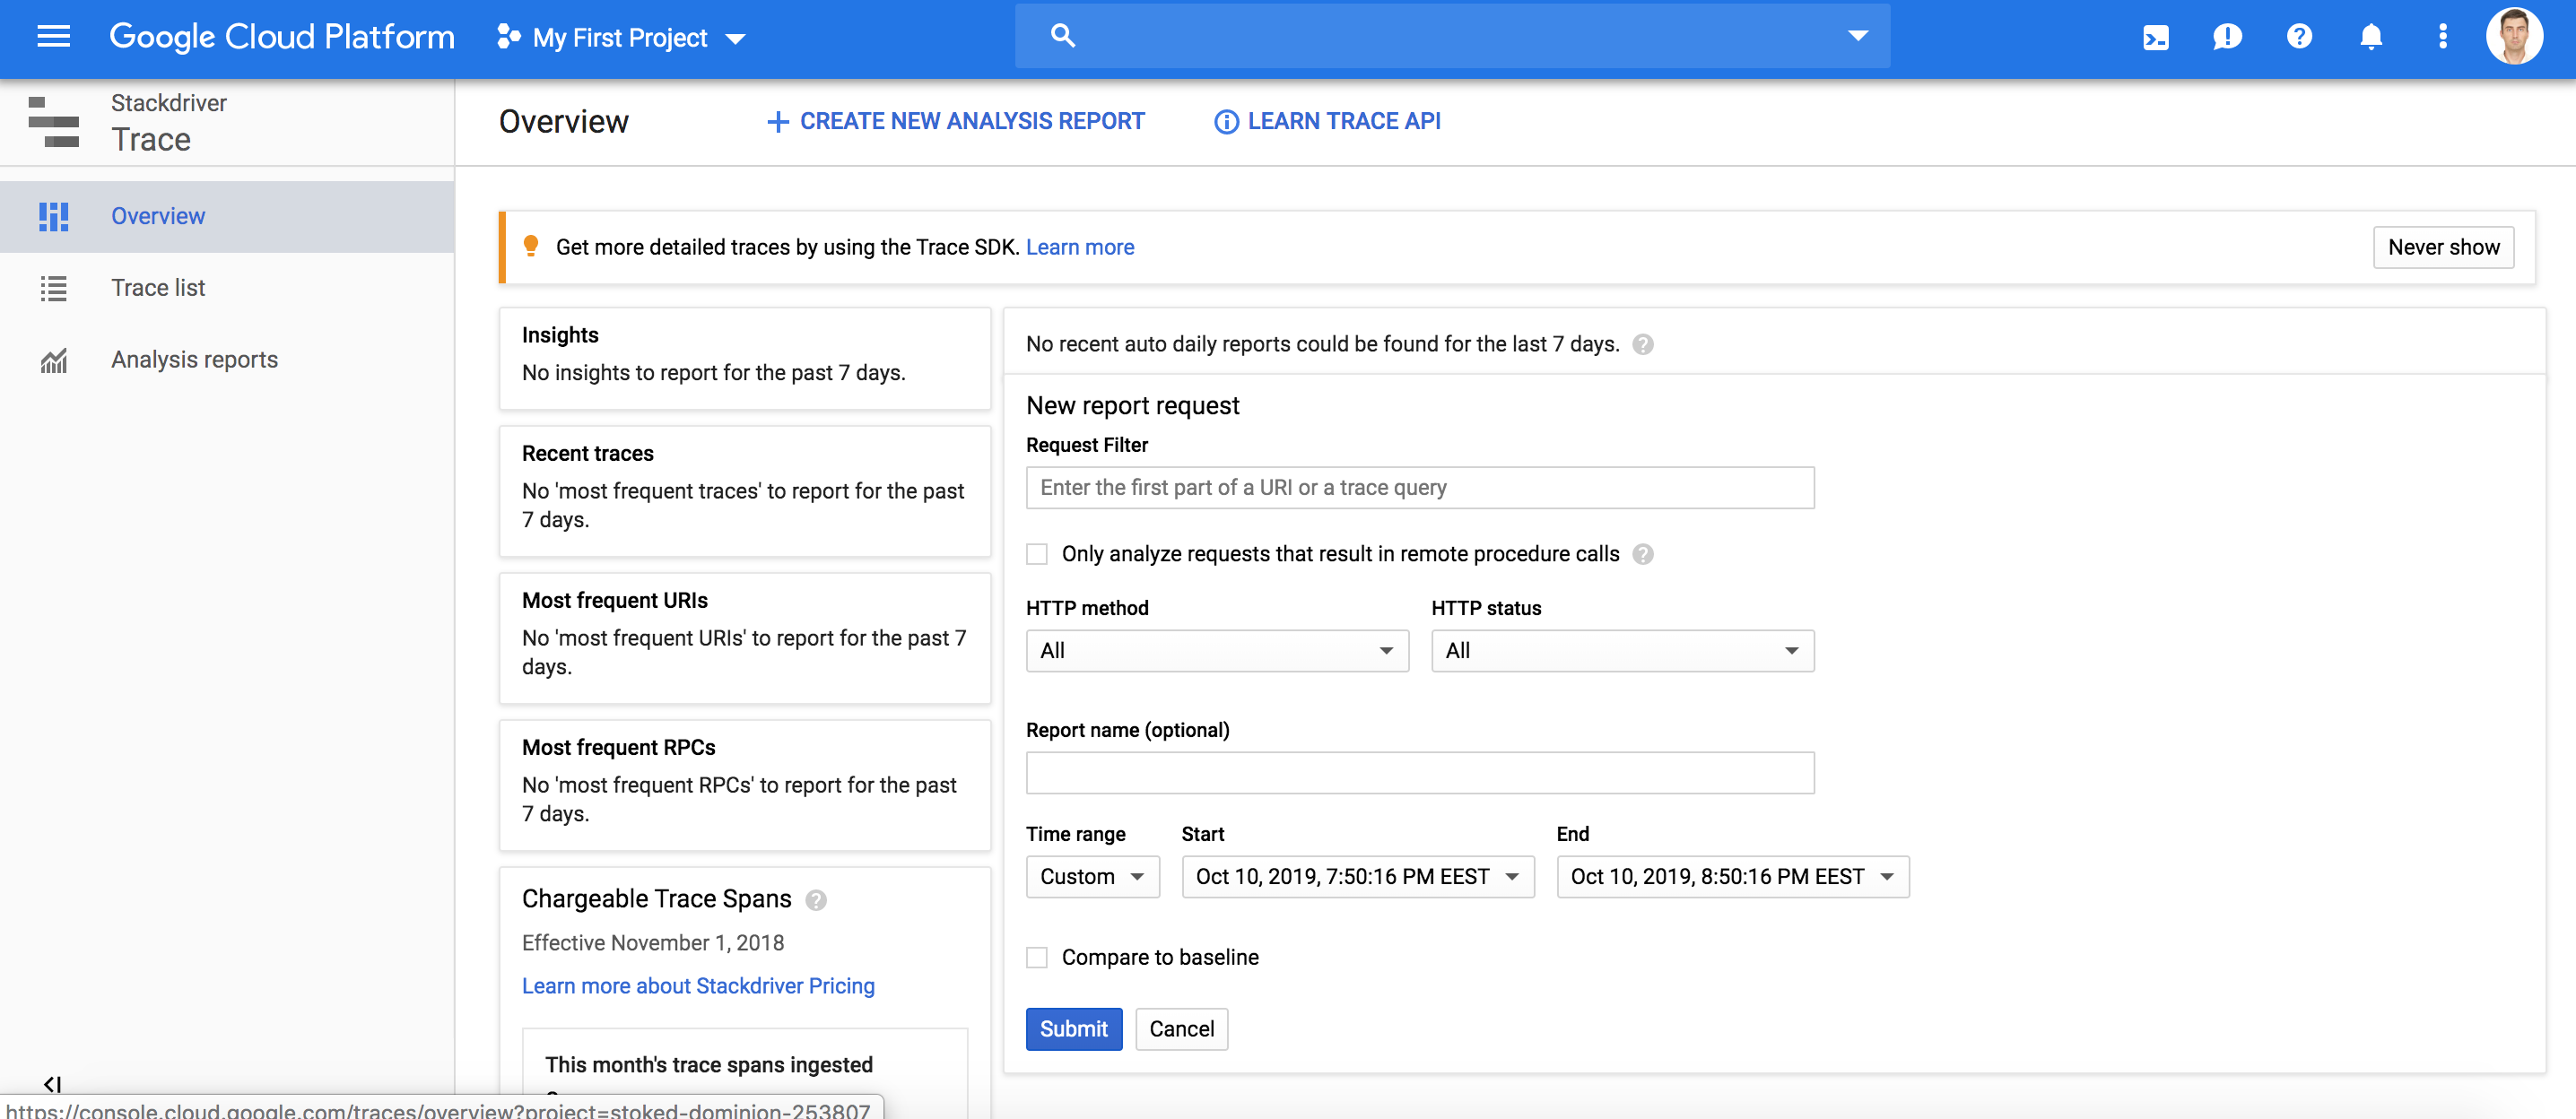 Google Cloud Platform
My First Project
Stackdriver
Trace
Overview
CREATE NEW ANALYSIS REPORT
LEARN TRACE API
Overview
Trace list
Analysis reports
Get more detailed traces by using the Trace SDK. Learn more
Never show
Insights
No insights to report for the past 7 days.
Recent traces
No 'most frequent traces' to report for the past
7 days.
Most frequent URIs
No 'most frequent URIs' to report for the past 7
days.
Most frequent RPCs
No 'most frequent RPCs' to report for the past
7 days.
Chargeable Trace Spans
Effective November 1, 2018
Learn more about Stackdriver Pricing
This month's trace spans ingested
No recent auto daily reports could be found for the last 7 days.
New report request
Request Filter
Enter the first part of a URI or a trace query
Only analyze requests that result in remote procedure calls
HTTP method
HTTP status
All
All
Report name (optional)
Time range
Start
End
Custom
Oct 10, 2019, 7:50:16 PM EEST
Oct 10, 2019, 8:50:16 PM EEST
Compare to baseline
Submit
Cancel
https://console.cloud.google.com/traces/overview?project=stoked-dominion-253807